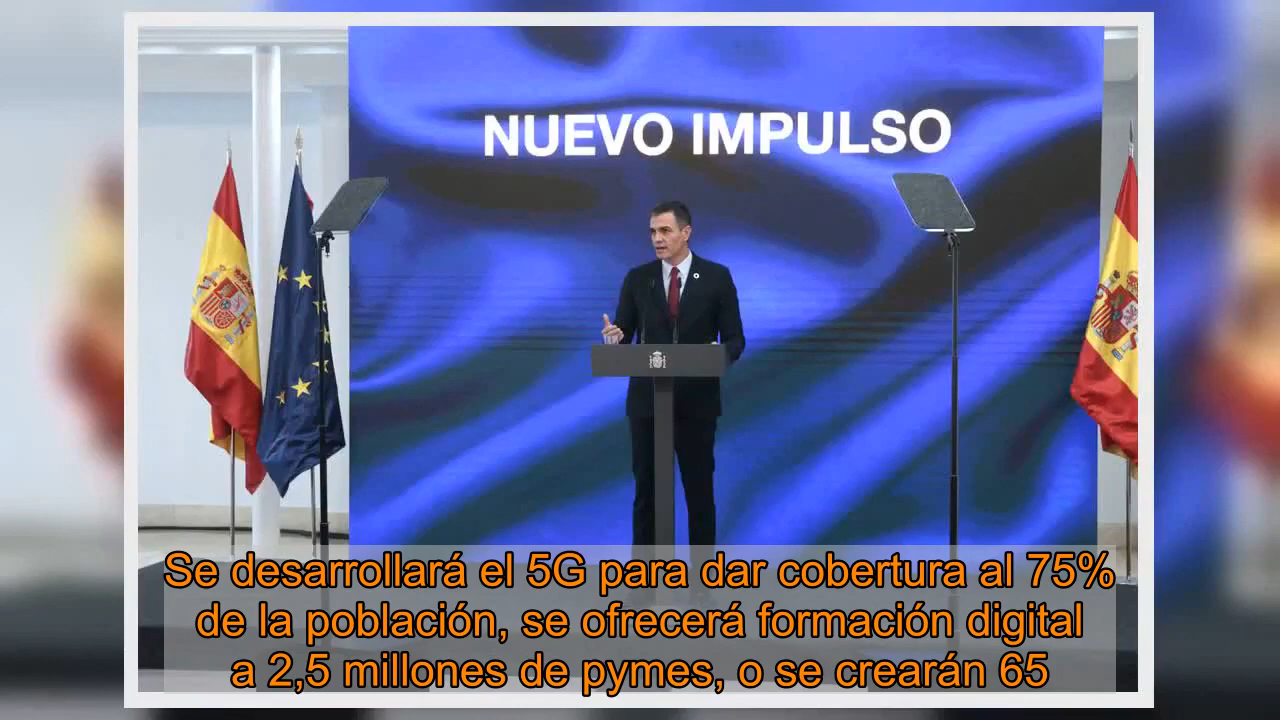 NUEVO IMPULSO
Se desarrollará el 5G para dar cobertura al 75%
de la población, se ofrecerá formación digital
a 2,5 millones de pymes, o se crearán 65